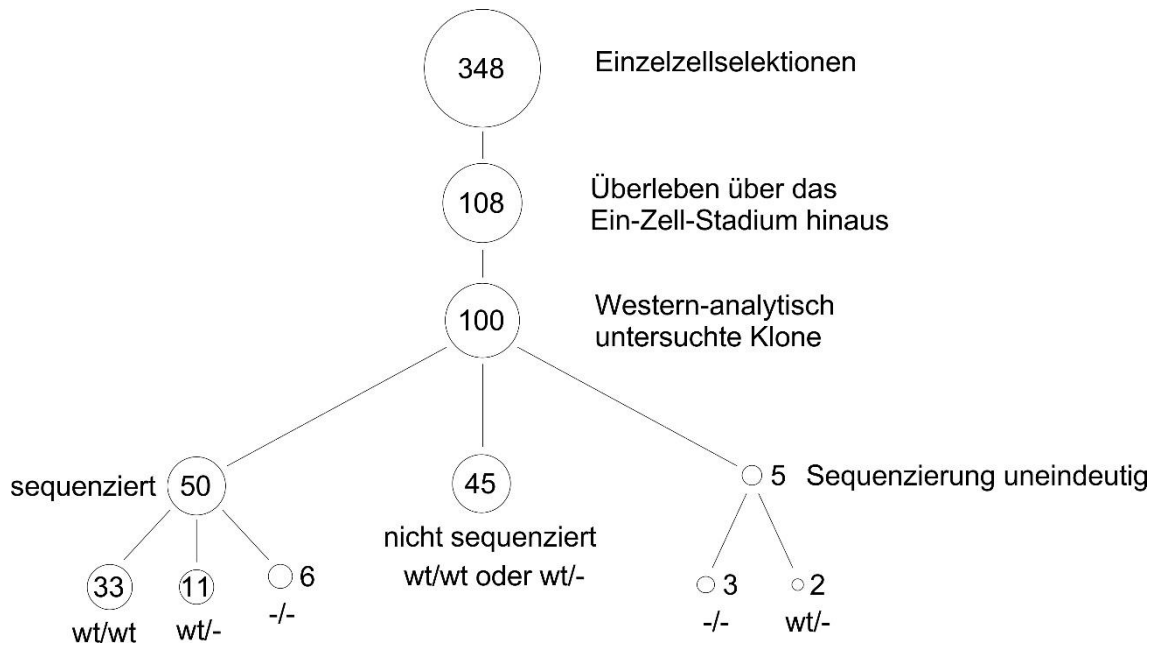 348 Einzelzellselektionen
108 Überleben über das
Ein-Zell-Stadium hinaus
100 Western-analytisch
untersuchte Klone
sequenziert 50
45
5 Sequenzierung uneindeutig
nicht sequenziert
wt/wt oder wt/-
33
11
6
3
2
wt/wt
wt/-
-/-
-/-
wt/-